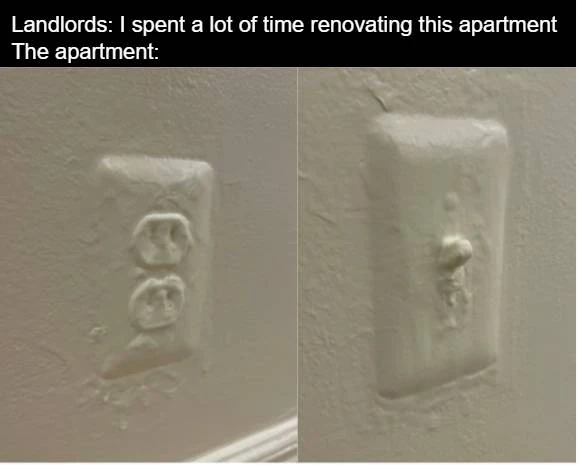 Landlords: I spent a lot of time renovating this apartment
The apartment: